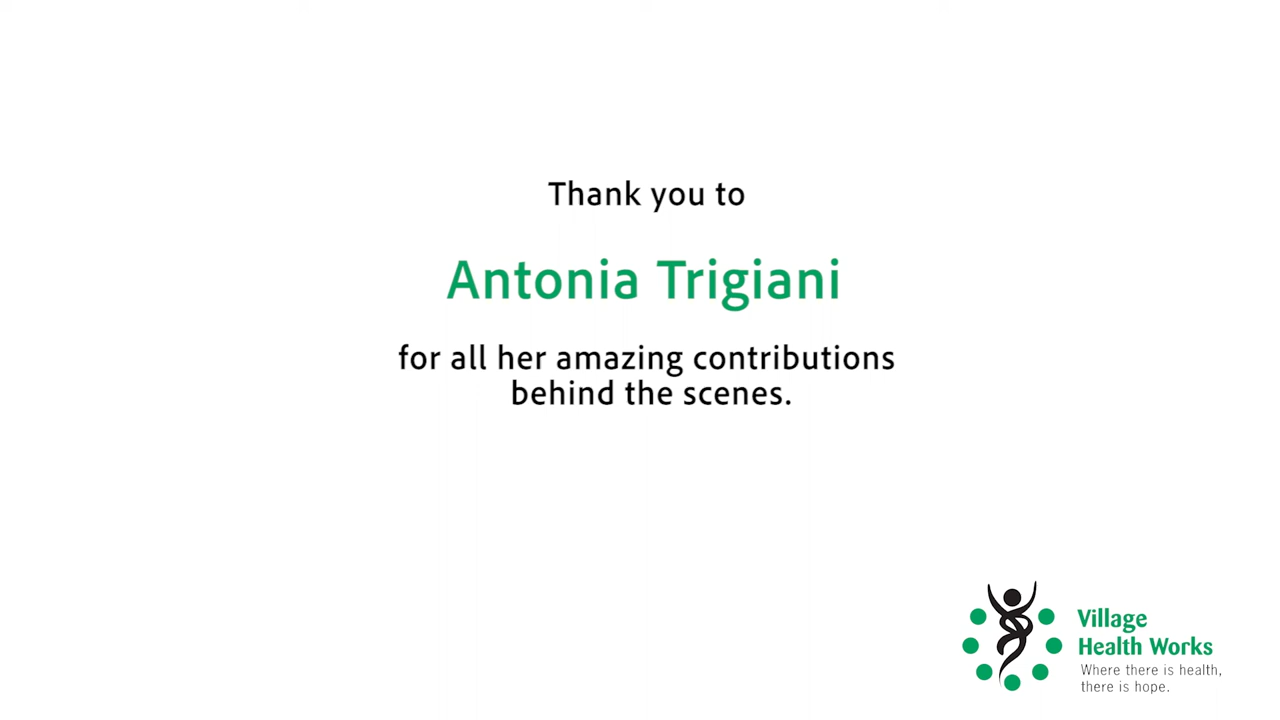 Thank you to
Antonia Trigiani
for all her amazing contributions
behind the scenes.
Village
Health Works
Where there is health,
there is hope.